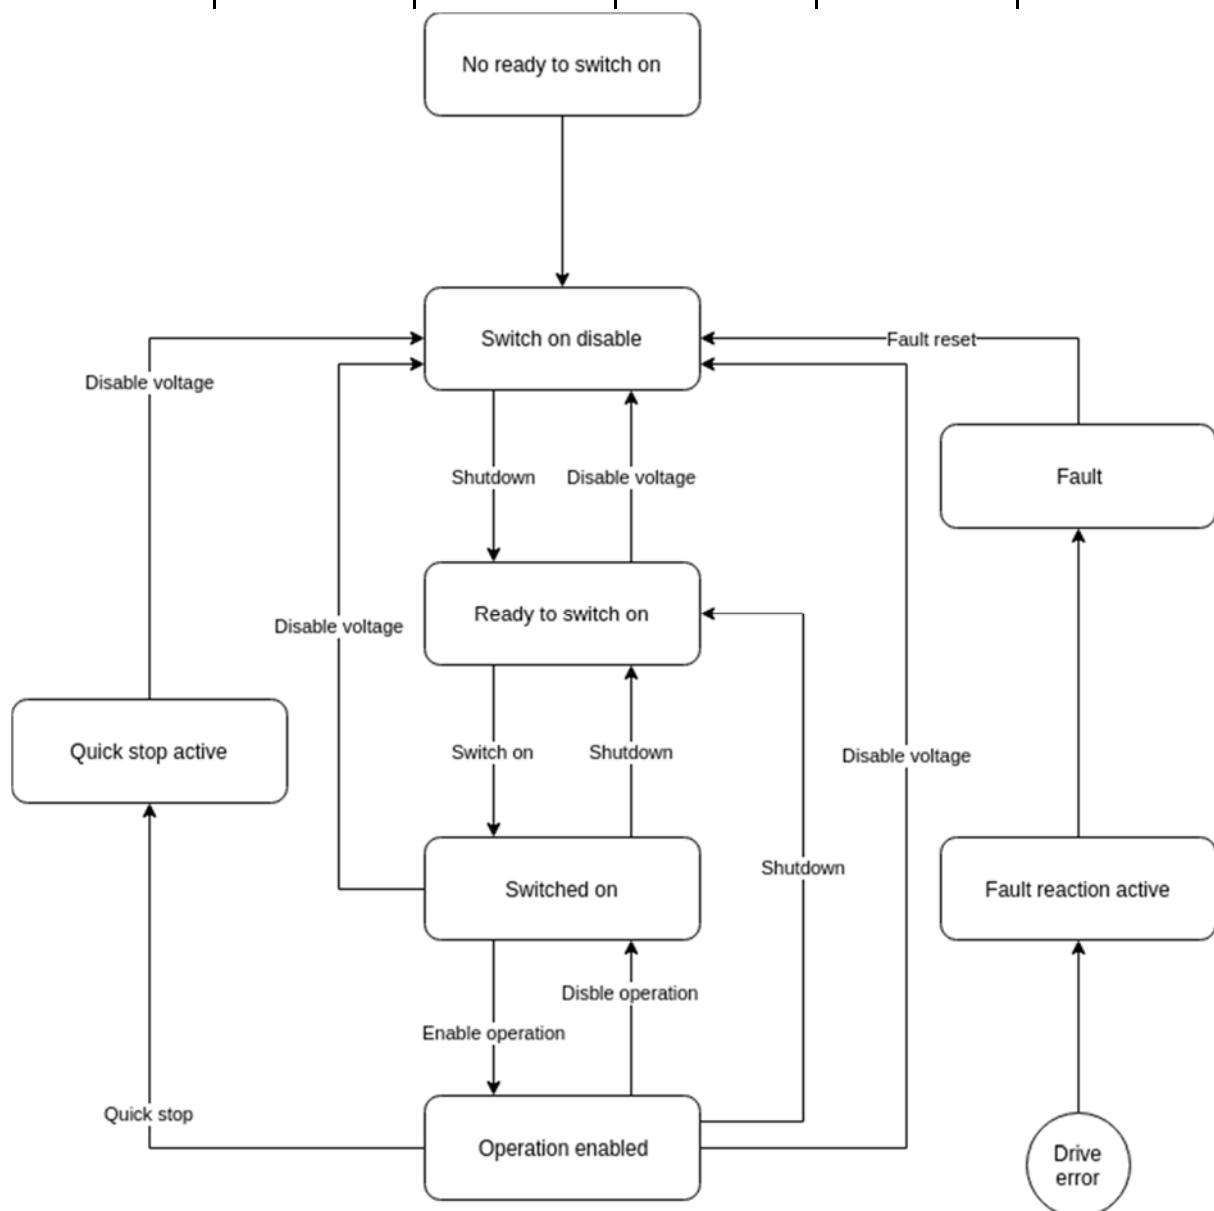 No ready to switch on
Switch on disable
Fault reset
Disable voltage
Shutdown
Disable voltage
Fault
Ready to switch on
Disable voltage
Quick stop active
Switch on
Shutdown
Disable voltage
Shutdown
Switched on
Fault reaction active
Disble operation
Enable operation
Quick stop
Operation enabled
Drive
error